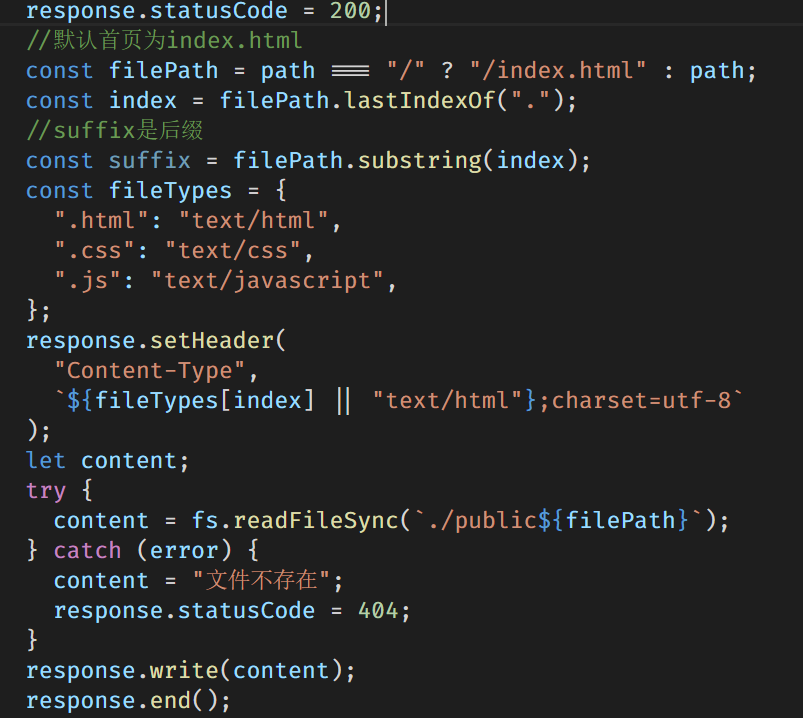 response.statusCode = 200;
//默认首页为index.html
const filePath = path === "/" ? "/index.html" : path;
const index = filePath.lastIndexOf(".");
//suffix是后缀
const suffix = filePath.substring(index);
const fileTypes = {
  ".html": "text/html",
  ".css": "text/css",
  ".js": "text/javascript",
};
response.setHeader(
  "Content-Type",
  `${fileTypes[index] || "text/html"};charset=utf-8`
);
let content;
try {
  content = fs.readFileSync(`./public${filePath}`);
} catch (error) {
  content = "文件不存在";
  response.statusCode = 404;
}
response.write(content);
response.end();